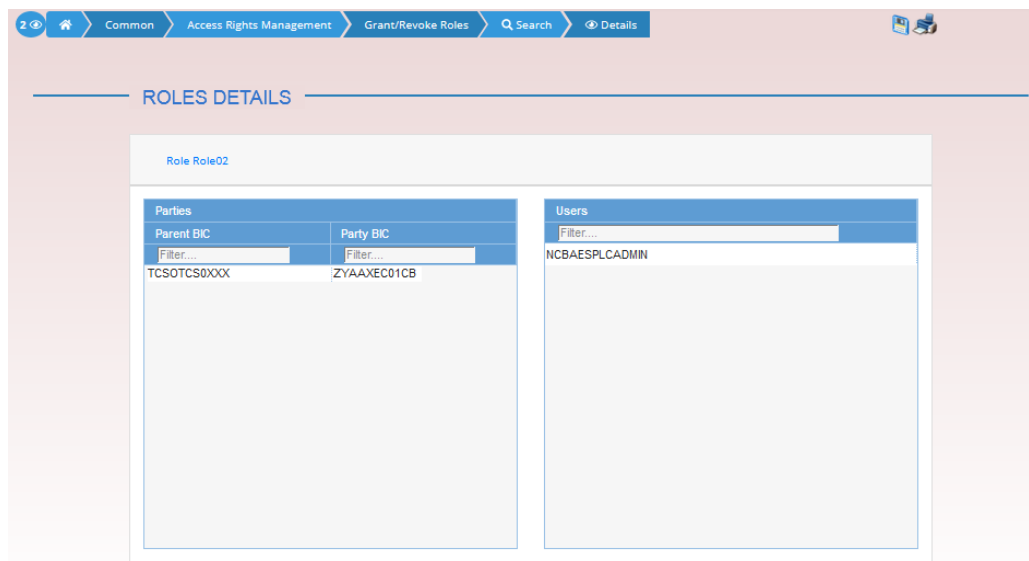 2 Common Access Rights Management Grant/Revoke Roles Search Details
ROLES DETAILS
Role Role02
Parties
Parent BIC Party BIC
Filter.... Filter....
TCSOTCS0XXX ZYAAXEC01CB
Users
Filter....
NCBAESPLCADMIN